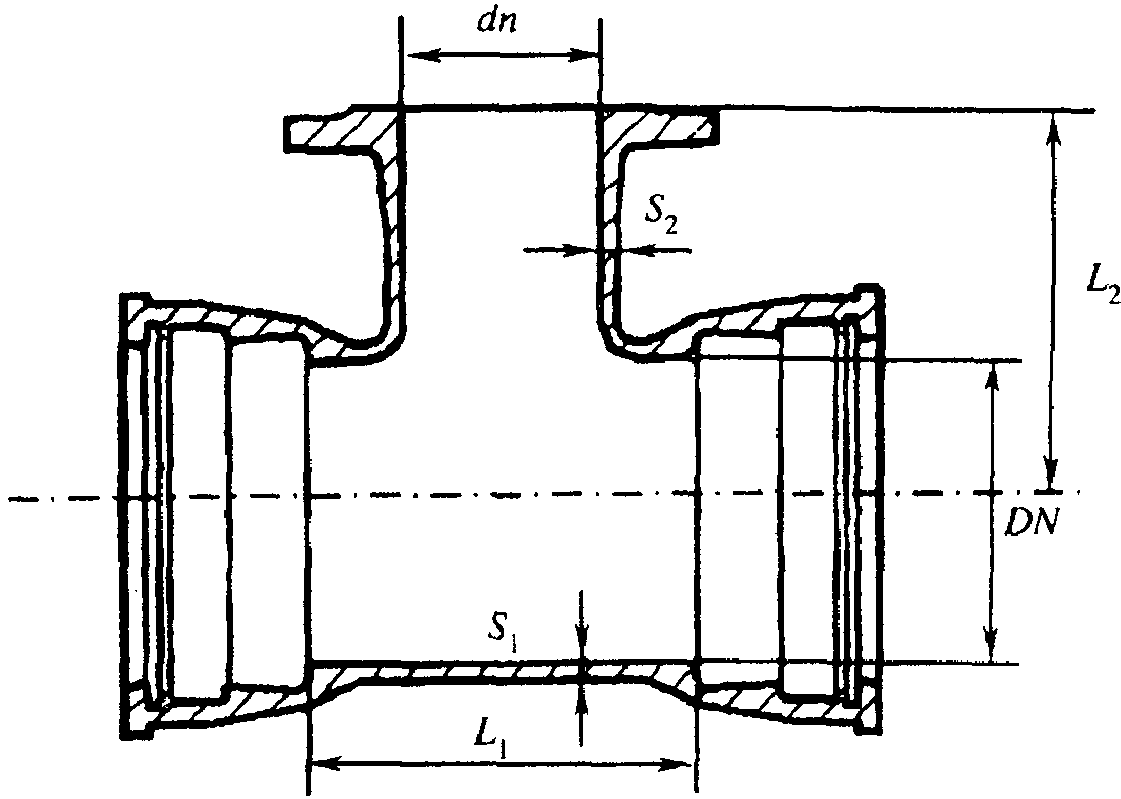 dn
S₂
L₂
DN
S₁
L₁